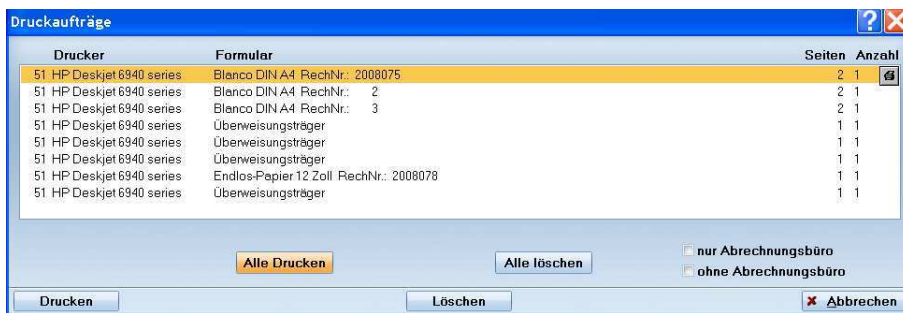 Druckaufträge
Drucker Formular Seiten Anzahl
51 HP Deskjet 6940 series Blanco DIN A4 RechNr.: 2008075 2 1
51 HP Deskjet 6940 series Blanco DIN A4 RechNr.: 2 2 1
51 HP Deskjet 6940 series Blanco DIN A4 RechNr.: 3 2 1
51 HP Deskjet 6940 series Überweisungsträger 1 1
51 HP Deskjet 6940 series Überweisungsträger 1 1
51 HP Deskjet 6940 series Überweisungsträger 1 1
51 HP Deskjet 6940 series Endlos-Papier 12 Zoll RechNr.: 2008078 1 1
51 HP Deskjet 6940 series Überweisungsträger 1 1
Alle Drucken Alle löschen nur Abrechnungsbüro
ohne Abrechnungsbüro
Drucken Löschen Abbrechen